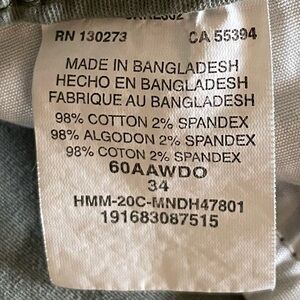 RN 130273 CA 55394
MADE IN BANGLADESH
HECHO EN BANGLADESH
FABRIQUE AU BANGLADESH
98% COTTON 2% SPANDEX
98% ALGODON 2% SPANDEX
98% COTON 2% SPANDEX
60AAWDO
34
HMM-20C-MNDH47801
191683087515